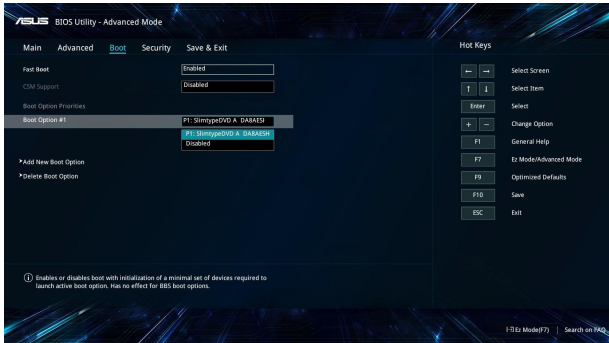 ASUS BIOS Utility - Advanced Mode
Main Advanced Boot Security Save & Exit
Hot Keys
Fast Boot Enabled
CSM Support Disabled
Boot Option Priorities
Boot Option #1 P1: SlimtypeDVD A DA8AESI
P1: SlimtypeDVD A DA8AESH
Disabled
>Add New Boot Option
>Delete Boot Option
← → Select Screen
↑ ↓ Select Item
Enter Select
+ − Change Option
F1 General Help
F7 Ez Mode/Advanced Mode
F9 Optimized Defaults
F10 Save
ESC Exit
Enables or disables boot with initialization of a minimal set of devices required to
launch active boot option. Has no effect for BBS boot options.
Ez Mode(F7) | Search on FAQ